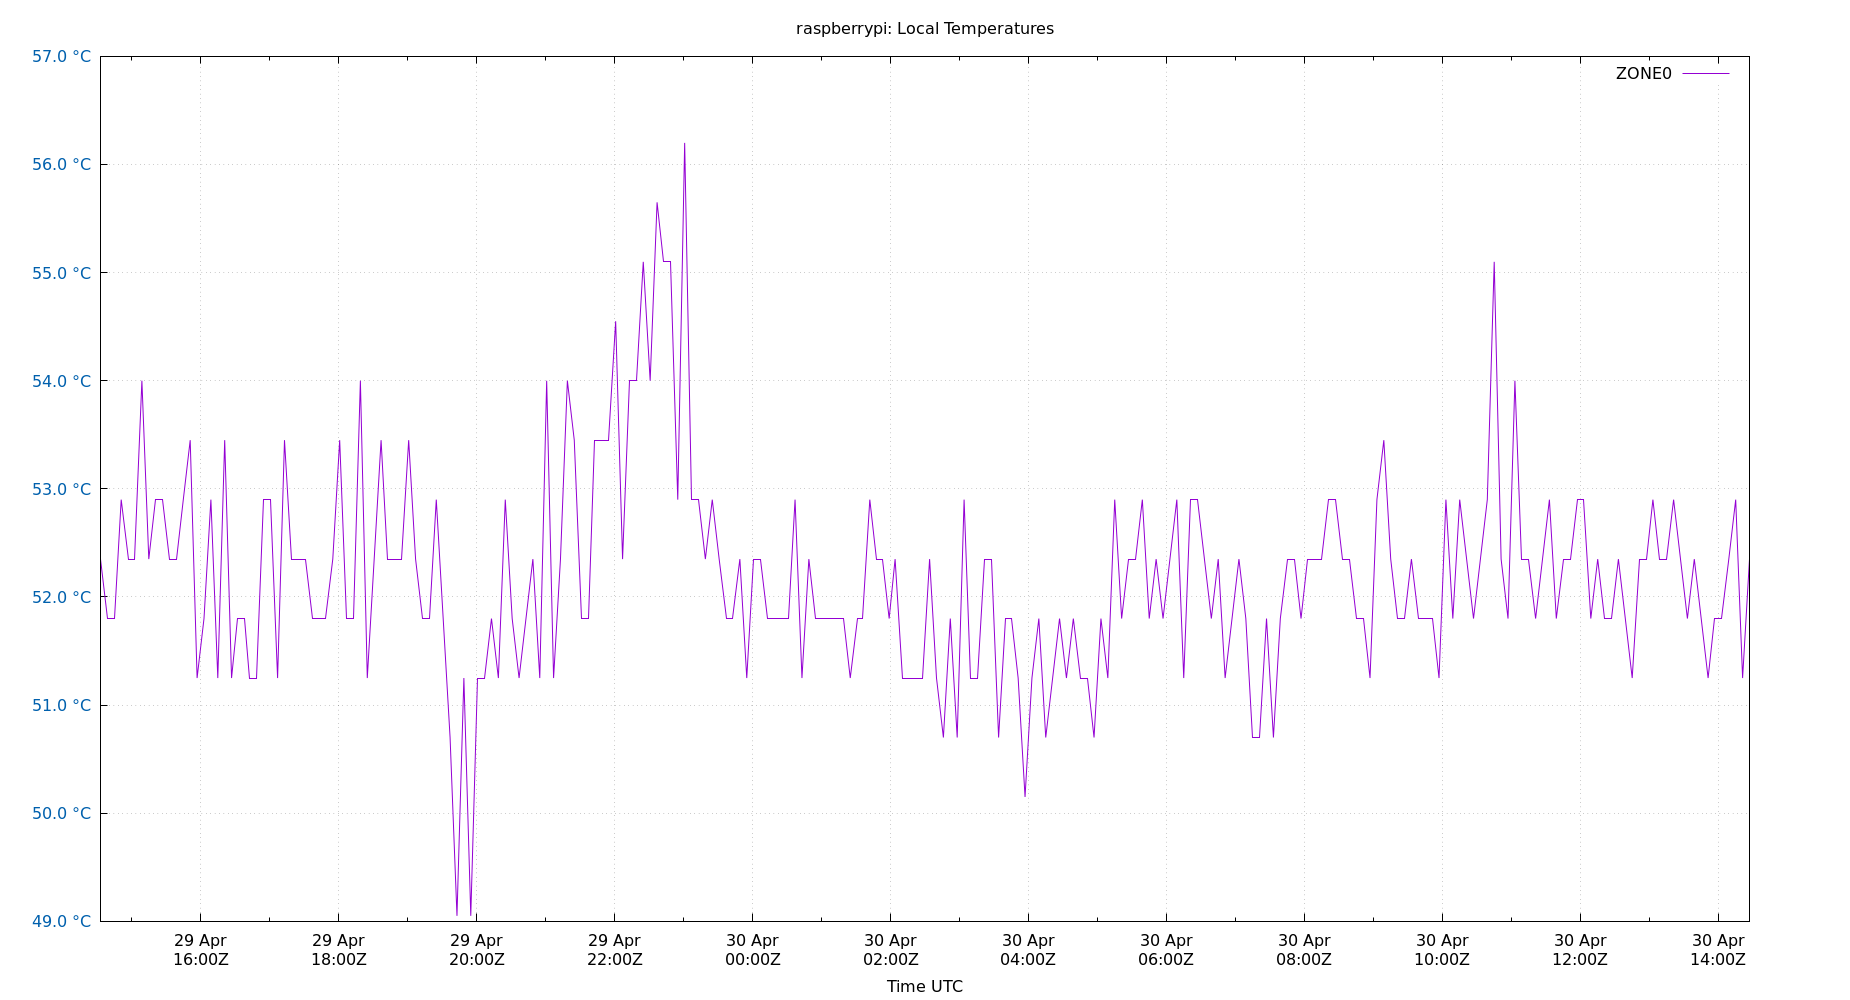 raspberrypi: Local Temperatures
57.0 °C
ZONE0
56.0 °C
55.0 °C
54.0 °C
53.0 °C
52.0 °C
51.0 °C
50.0 °C
49.0 °C
29 Apr 29 Apr 29 Apr 29 Apr 30 Apr 30 Apr 30 Apr 30 Apr 30 Apr 30 Apr 30 Apr 30 Apr
16:00Z 18:00Z 20:00Z 22:00Z 00:00Z 02:00Z 04:00Z 06:00Z 08:00Z 10:00Z 12:00Z 14:00Z
Time UTC